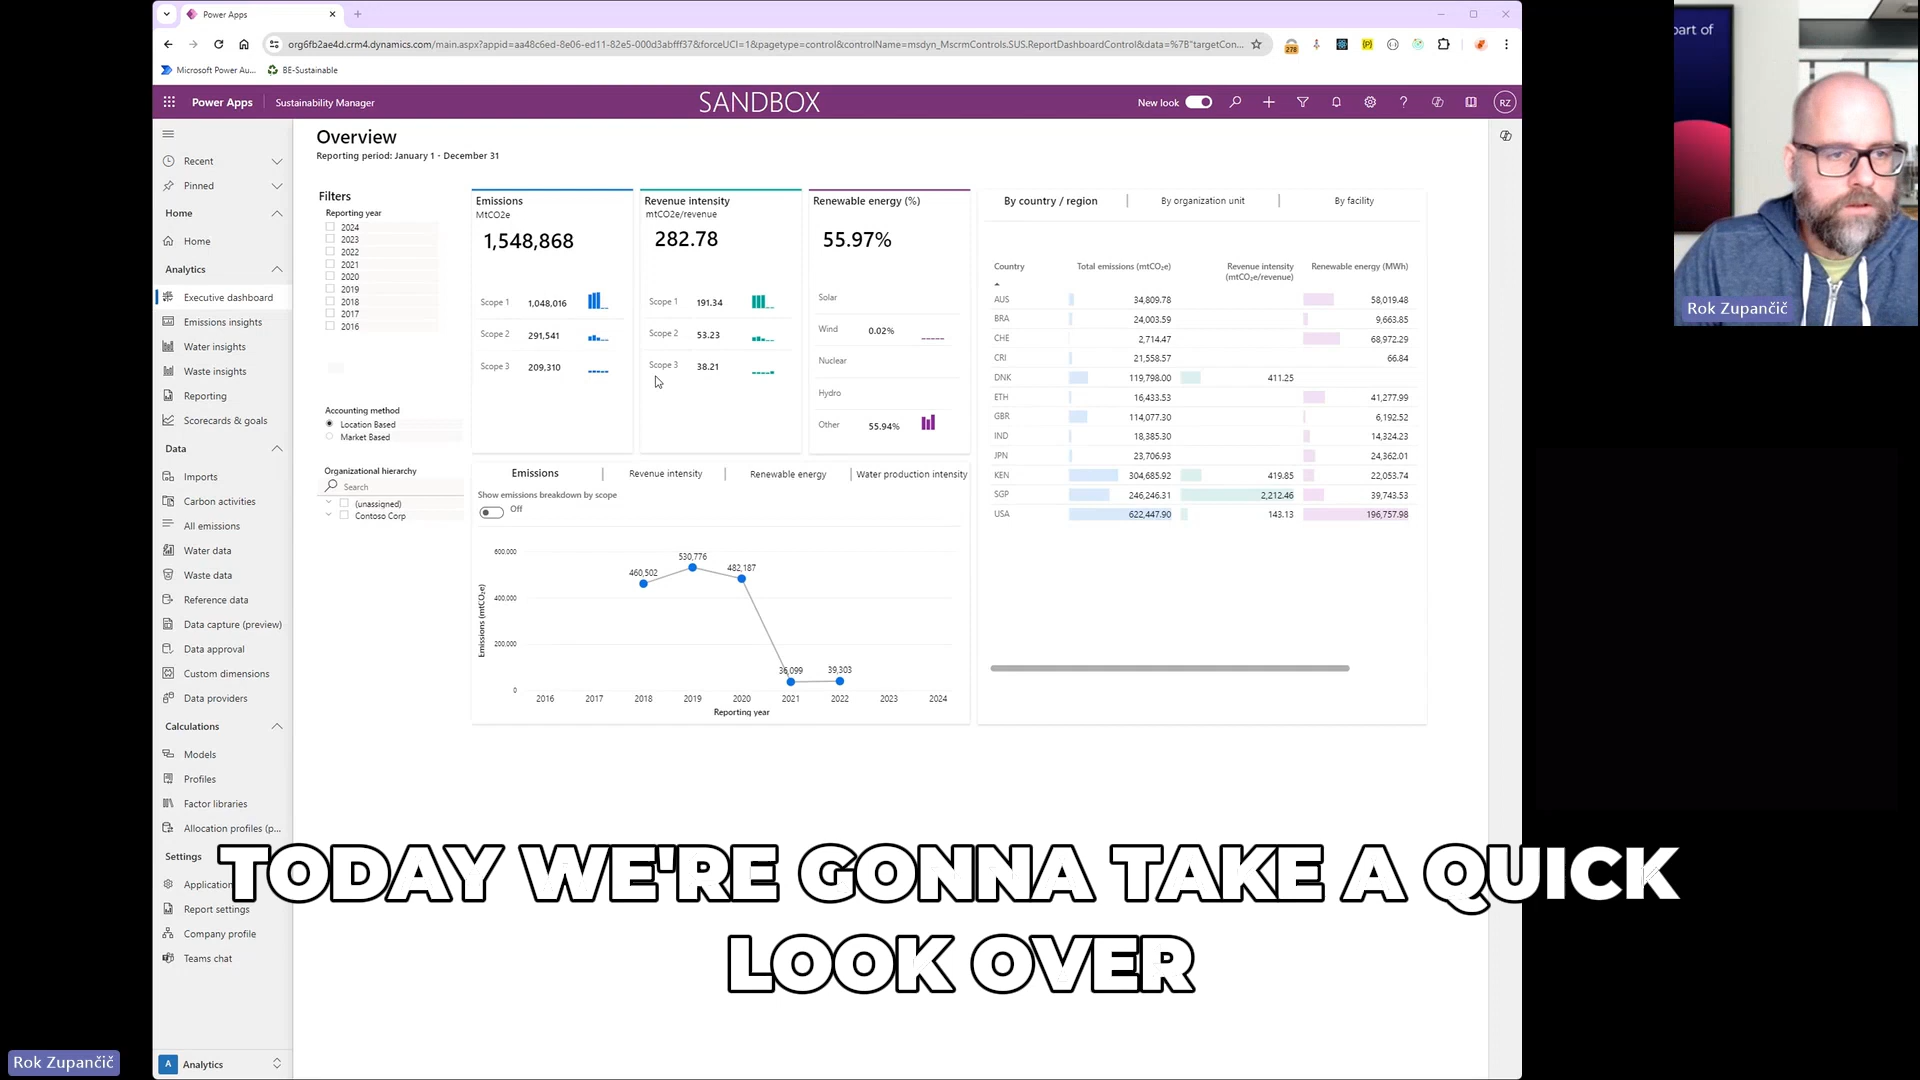 Power Apps
org6fb2ae4d.crm4.dynamics.com/main.aspx?appid=aa48c6ed-8e06-ed11-82e5-000d3abfff37&forceUCI=1&pagetype=control&controlName=msdyn_MscrmControls.SUS.ReportDashboardControl&data=%7B"targetCon...
278
Microsoft Power Au...
BE-Sustainable
Power Apps
Sustainability Manager
SANDBOX
New look
RZ
Recent
Pinned
Home
Home
Analytics
Executive dashboard
Emissions insights
Water insights
Waste insights
Reporting
Scorecards & goals
Data
Imports
Carbon activities
All emissions
Water data
Waste data
Reference data
Data capture (preview)
Data approval
Custom dimensions
Data providers
Calculations
Models
Profiles
Factor libraries
Allocation profiles (p...
Settings
Application
Report settings
Company profile
Teams chat
A Analytics
Overview
Reporting period: January 1 - December 31
Filters
Reporting year
2024
2023
2022
2021
2020
2019
2018
2017
2016
Accounting method
Location Based
Market Based
Organizational hierarchy
Search
(unassigned)
Contoso Corp
Emissions
MtCO2e
1,548,868
Scope 1 1,048,016
Scope 2 291,541
Scope 3 209,310
Revenue intensity
mtCO2e/revenue
282.78
Scope 1 191.34
Scope 2 53.23
Scope 3 38.21
Renewable energy (%)
55.97%
Solar
Wind 0.02%
Nuclear
Hydro
Other 55.94%
Emissions
Revenue intensity
Renewable energy
Water production intensity
Show emissions breakdown by scope
Off
Emissions (mtCO₂e)
600.000
400.000
200.000
0
460,502
530,776
482,187
36,099
39,303
2016 2017 2018 2019 2020 2021 2022 2023 2024
Reporting year
By country / region
By organization unit
By facility
Country Total emissions (mtCO₂e) Revenue intensity (mtCO₂e/revenue) Renewable energy (MWh)
AUS 34,809.78 58,019.48
BRA 24,003.59 9,663.85
CHE 2,714.47 68,972.29
CRI 21,558.57 66.84
DNK 119,798.00 411.25
ETH 16,433.53 41,277.99
GBR 114,077.30 6,192.52
IND 18,385.30 14,324.23
JPN 23,706.93 24,362.01
KEN 304,685.92 419.85 22,053.74
SGP 246,246.31 2,212.46 39,743.53
USA 622,447.90 143.13 196,757.98
part of
Rok Zupančič
TODAY WE'RE GONNA TAKE A QUICK
LOOK OVER
Rok Zupančič